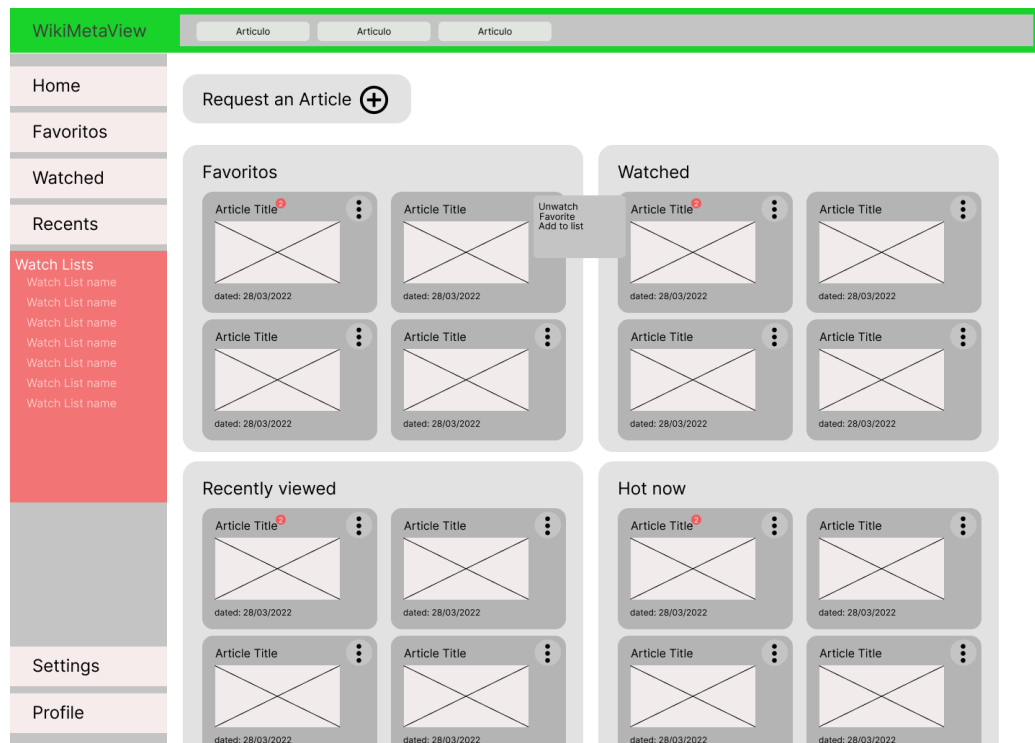 WikiMetaView
Articulo
Articulo
Articulo
Home
Favoritos
Watched
Recents
Watch Lists
Watch List name
Watch List name
Watch List name
Watch List name
Watch List name
Watch List name
Watch List name
Settings
Profile
Request an Article
Favoritos
Article Title 2
dated: 28/03/2022
Article Title
dated: 28/03/2022
Unwatch
Favorite
Add to list
Article Title
dated: 28/03/2022
Article Title
dated: 28/03/2022
Watched
Article Title 2
dated: 28/03/2022
Article Title
dated: 28/03/2022
Article Title
dated: 28/03/2022
Article Title
dated: 28/03/2022
Recently viewed
Article Title 2
dated: 28/03/2022
Article Title
dated: 28/03/2022
Article Title
dated: 28/03/2022
Article Title
dated: 28/03/2022
Hot now
Article Title 2
dated: 28/03/2022
Article Title
dated: 28/03/2022
Article Title
dated: 28/03/2022
Article Title
dated: 28/03/2022